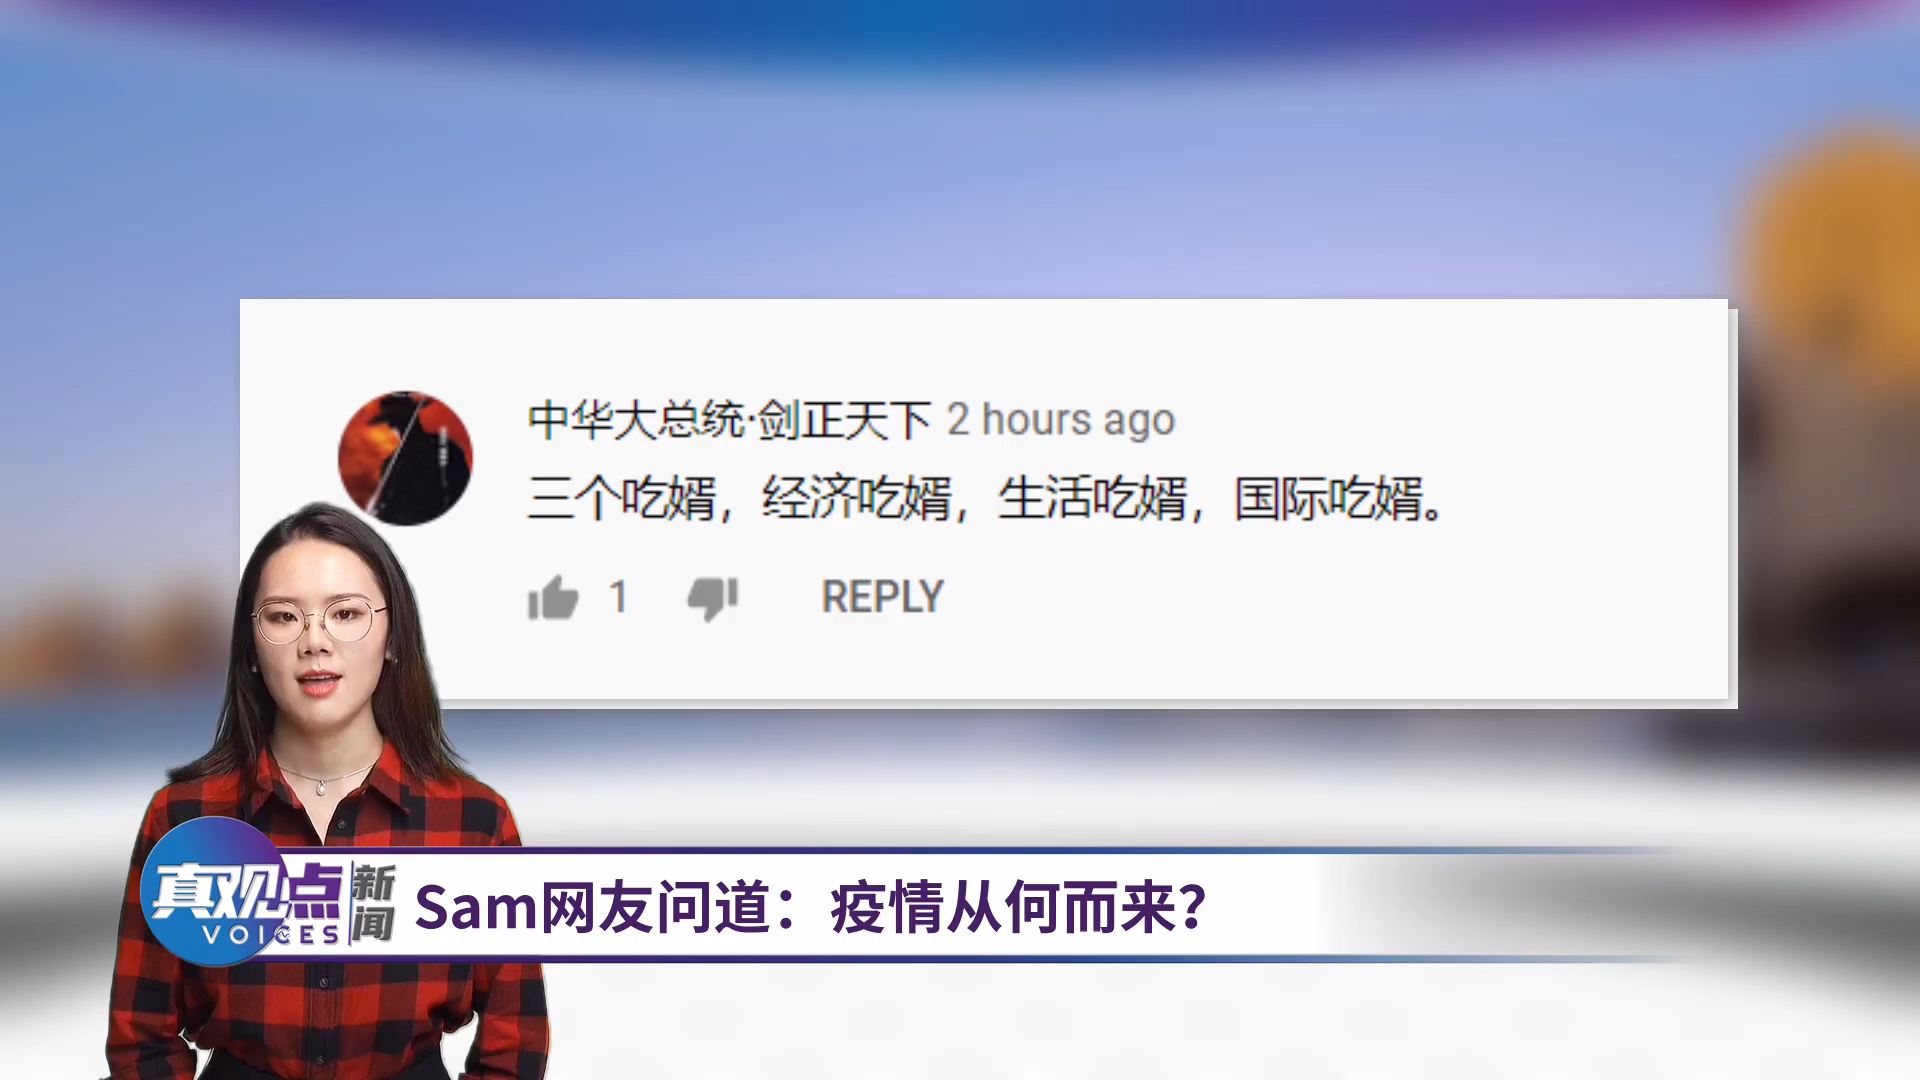 中华大总统·剑正天下 2 hours ago
三个吃婿，经济吃婿，生活吃婿，国际吃婿。
1 REPLY
真观点 新闻
VOICES
Sam网友问道：疫情从何而来？